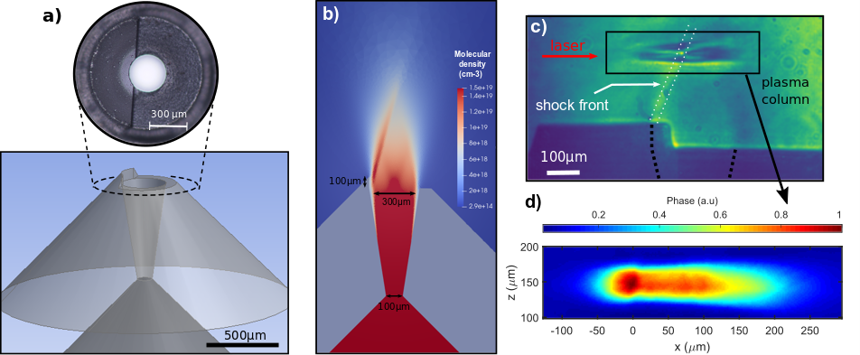 a)
300 µm
500µm
b)
Molecular
density
(cm-3)
1.5e+19
1.4e+19
1.2e+19
1e+19
8e+18
6e+18
4e+18
2e+18
2.9e+14
100µm
300µm
100µm
c)
laser
shock front
plasma
column
100µm
d)
Phase (a.u)
0.2 0.4 0.6 0.8 1
200
150
100
z (µm)
-100 -50 0 50 100 150 200 250
x (µm)